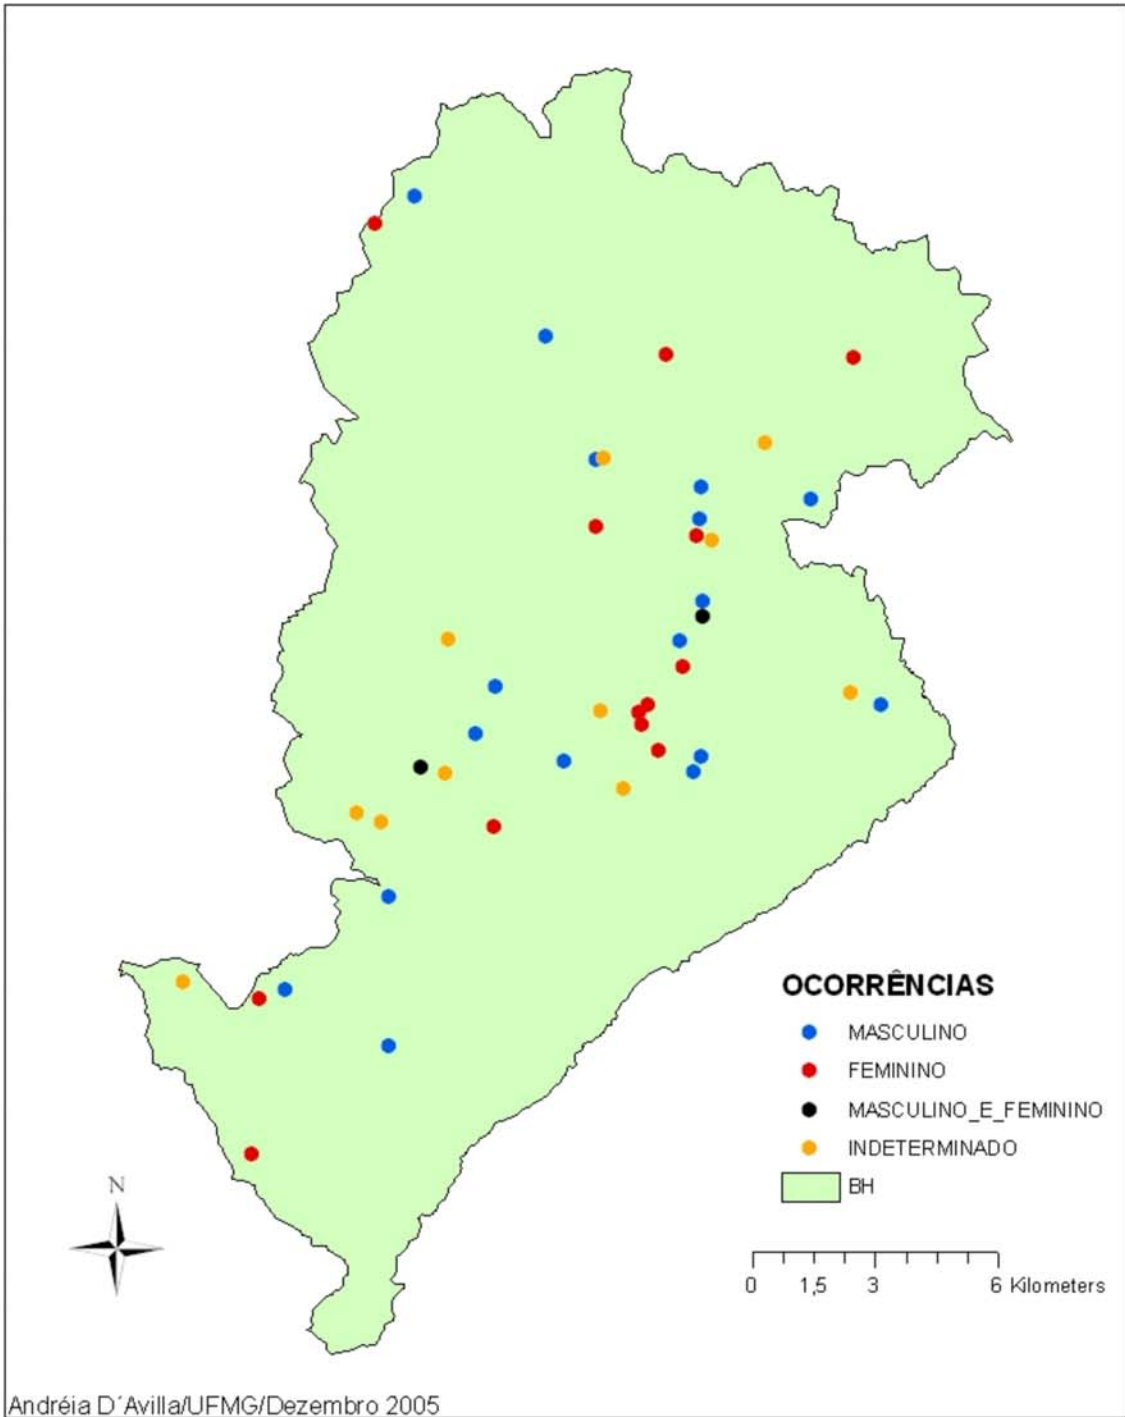 OCORRÊNCIAS
MASCULINO
FEMININO
MASCULINO_E_FEMININO
INDETERMINADO
BH
N
0 1,5 3 6 Kilometers
Andréia D´Avilla/UFMG/Dezembro 2005